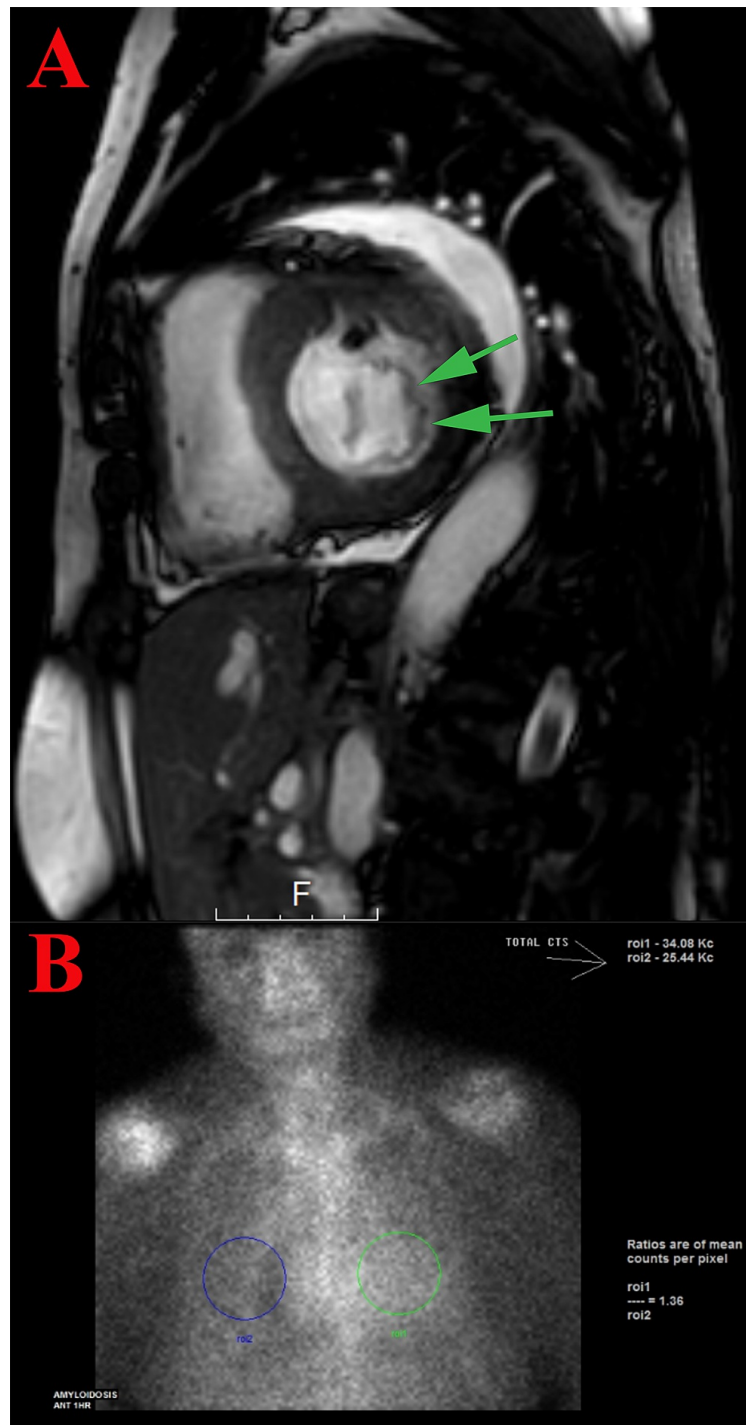 A
F
B
TOTAL CTS
roi1 - 34.08 Kc
roi2 - 25.44 Kc
Ratios are of mean
counts per pixel
roi1
---- = 1.36
roi2
roi2
roi1
AMYLOIDOSIS
ANT 1HR